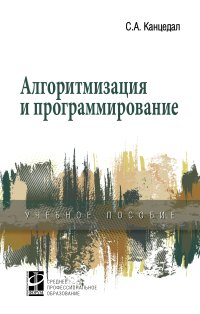 С.А. Канцедал
Алгоритмизация
и программирование
УЧЕБНОЕ ПОСОБИЕ
СРЕДНЕЕ
ПРОФЕССИОНАЛЬНОЕ
ОБРАЗОВАНИЕ